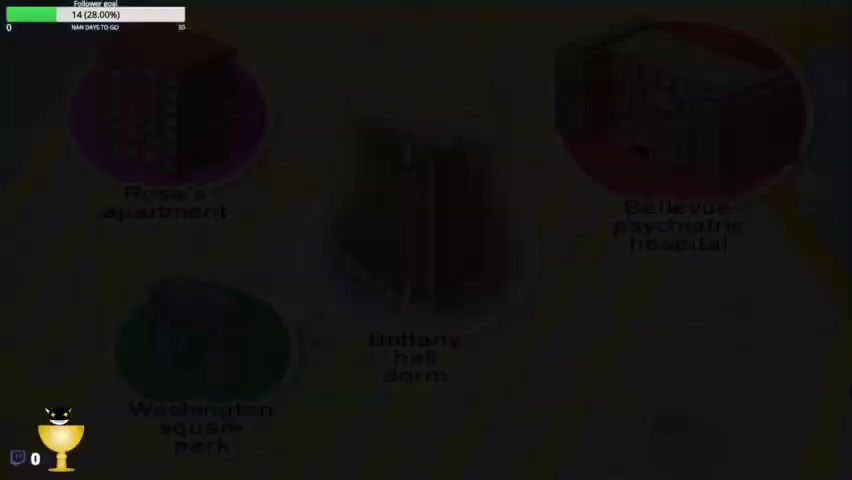 Follower goal
14 (28.00%)
0
NAN DAYS TO GO
50
Rosa's
apartment
Bellevue
psychiatric
hospital
Brittany
hall
dorm
Washington
square
park
0